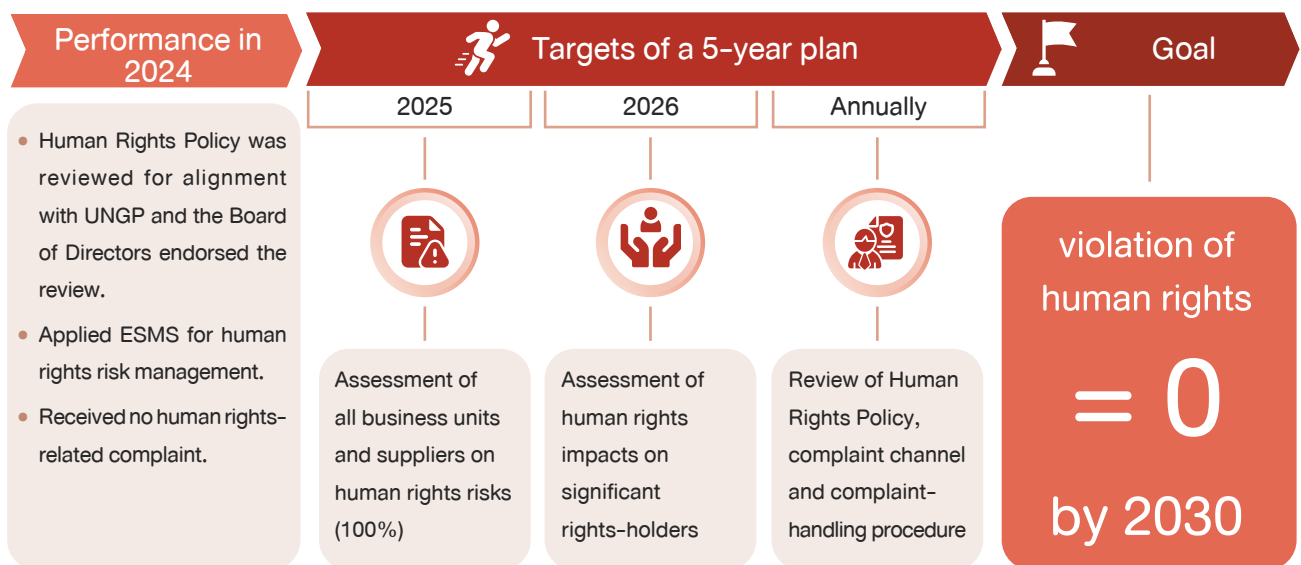 Performance in
2024
Targets of a 5-year plan
Goal
2025
2026
Annually
• Human Rights Policy was
reviewed for alignment
with UNGP and the Board
of Directors endorsed the
review.
• Applied ESMS for human
rights risk management.
• Received no human rights-
related complaint.
Assessment of
all business units
and suppliers on
human rights risks
(100%)
Assessment of
human rights
impacts on
significant
rights-holders
Review of Human
Rights Policy,
complaint channel
and complaint-
handling procedure
violation of
human rights
= 0
by 2030